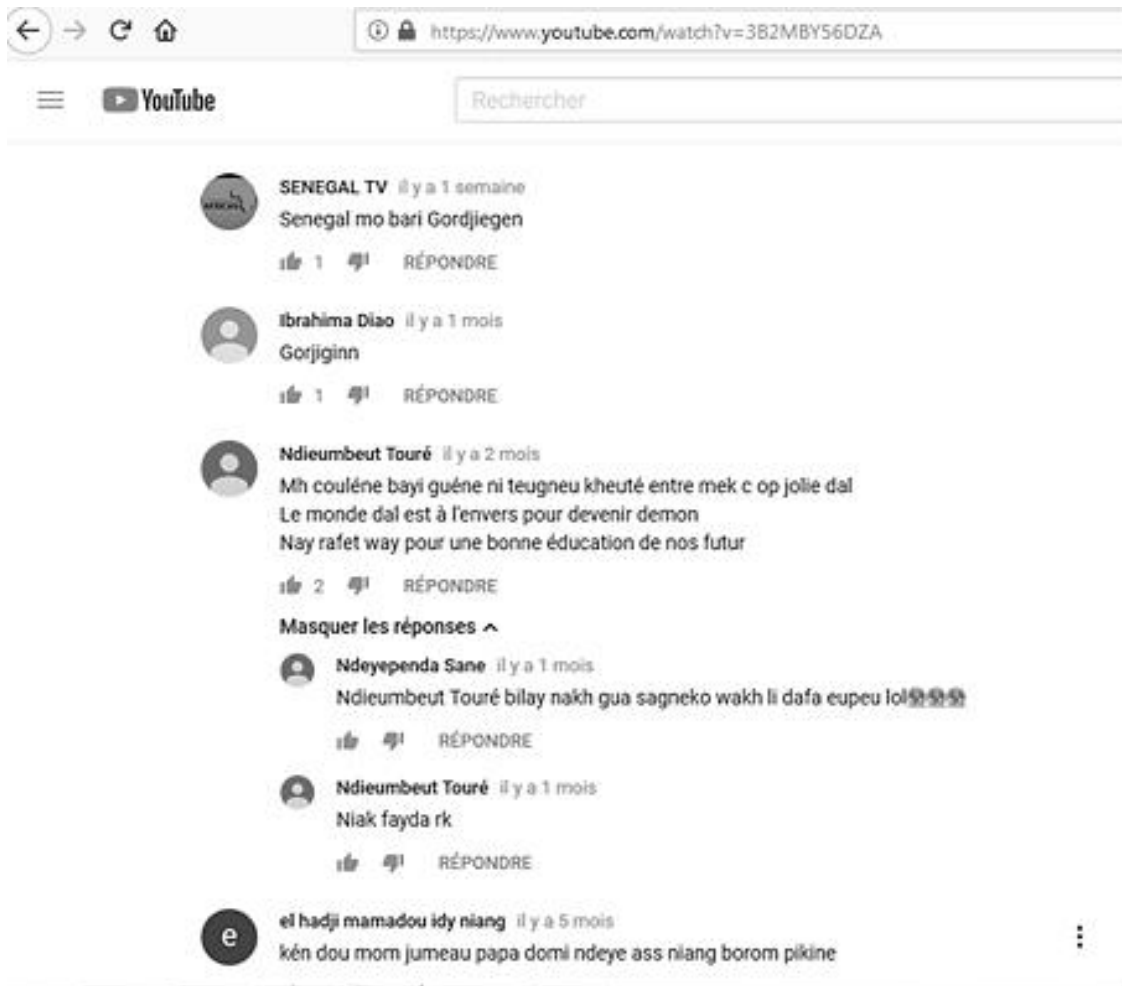 https://www.youtube.com/watch?v=3B2MBY56DZA
YouTube
Rechercher
SENEGAL TV il y a 1 semaine
Senegal mo bari Gordjiegen
1 RÉPONDRE
Ibrahima Diao il y a 1 mois
Gorjiginn
1 RÉPONDRE
Ndieumbeut Touré il y a 2 mois
Mh couléne bayi guéne ni teugneu kheuté entre mek c op jolie dal
Le monde dal est à l'envers pour devenir demon
Nay rafet way pour une bonne éducation de nos futur
2 RÉPONDRE
Masquer les réponses
Ndeyependa Sane il y a 1 mois
Ndieumbeut Touré bilay nakh gua sagneko wakh li dafa eupeu lol
RÉPONDRE
Ndieumbeut Touré il y a 1 mois
Niak fayda rk
RÉPONDRE
e
el hadji mamadou idy niang il y a 5 mois
kén dou mom jumeau papa domi ndeye ass niang borom pikine